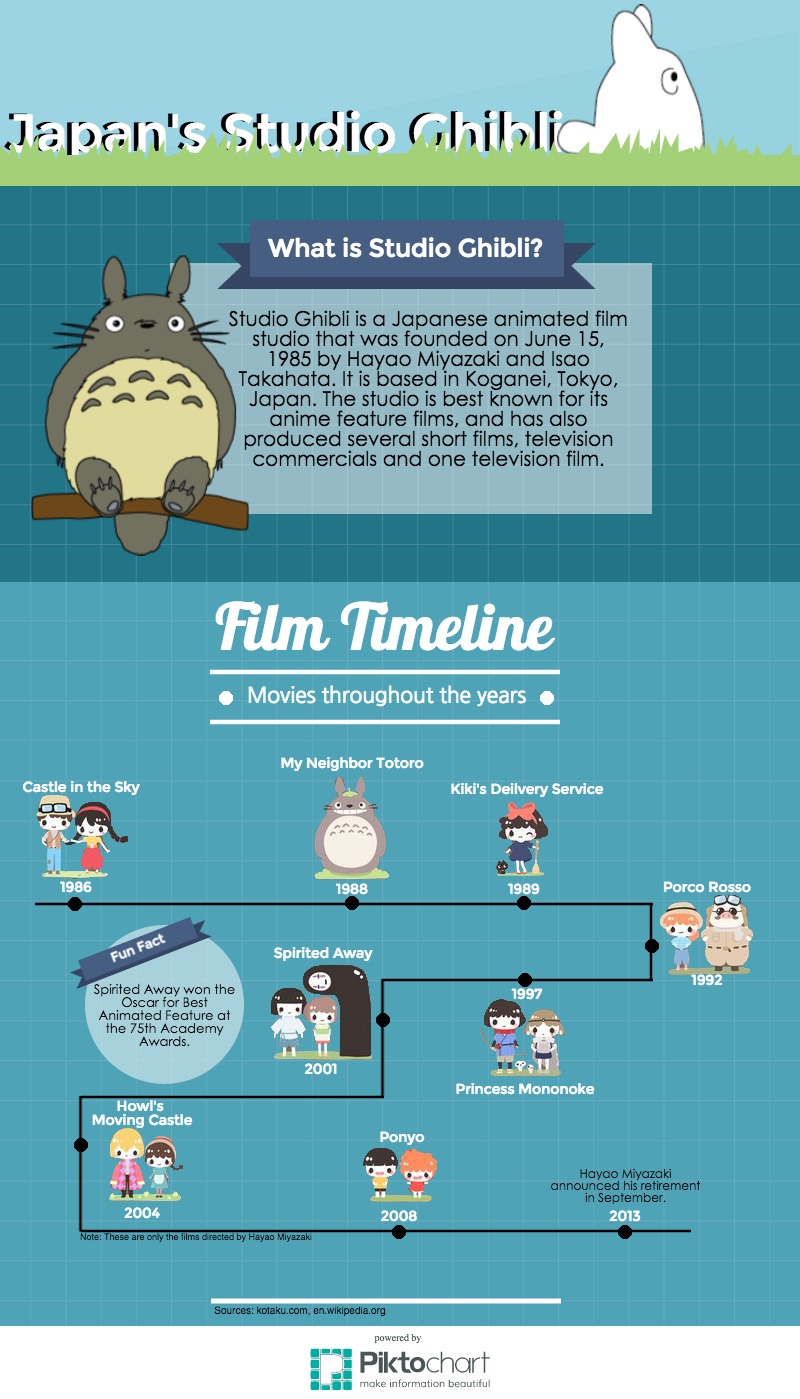 Japan's Studio Ghibli
What is Studio Ghibli?
Studio Ghibli is a Japanese animated film
studio that was founded on June 15,
1985 by Hayao Miyazaki and Isao
Takahata. It is based in Koganei, Tokyo,
Japan. The studio is best known for its
anime feature films, and has also
produced several short films, television
commercials and one television film.
Film Timeline
Movies throughout the years
Castle in the Sky
1986
My Neighbor Totoro
1988
Kiki's Deilvery Service
1989
Porco Rosso
1992
Fun Fact
Spirited Away won the
Oscar for Best
Animated Feature at
the 75th Academy
Awards.
Spirited Away
2001
1997
Princess Mononoke
Howl's
Moving Castle
2004
Ponyo
2008
Hayao Miyazaki
announced his retirement
in September.
2013
Note: These are only the films directed by Hayao Miyazaki
Sources: kotaku.com, en.wikipedia.org
powered by
Piktochart
make information beautiful